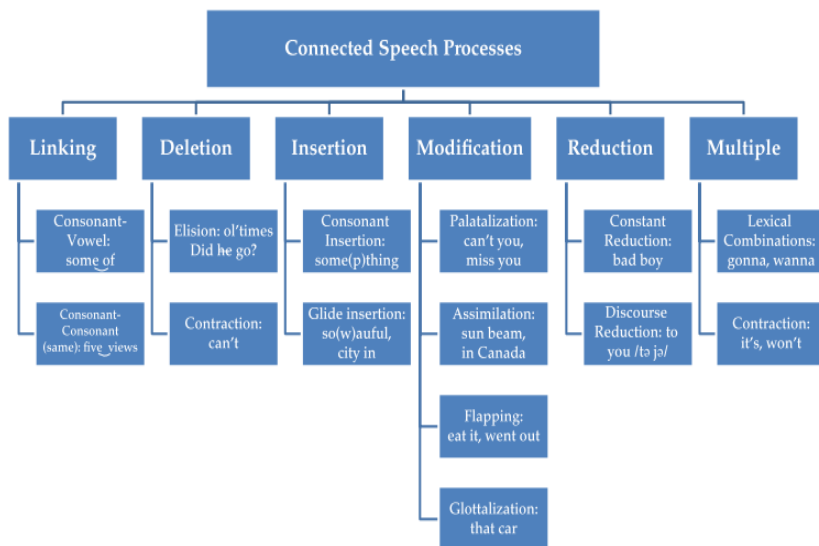 Connected Speech Processes
Linking
Deletion
Insertion
Modification
Reduction
Multiple
Consonant-
Vowel:
some‿of
Consonant-
Consonant
(same): five‿views
Elision: ol’times
Did he go?
Contraction:
can’t
Consonant
Insertion:
some(p)thing
Glide insertion:
so(w)auful,
city in
Palatalization:
can’t you,
miss you
Assimilation:
sun beam,
in Canada
Flapping:
eat it, went out
Glottalization:
that car
Constant
Reduction:
bad boy
Discourse
Reduction: to
you /tə jə/
Lexical
Combinations:
gonna, wanna
Contraction:
it’s, won’t